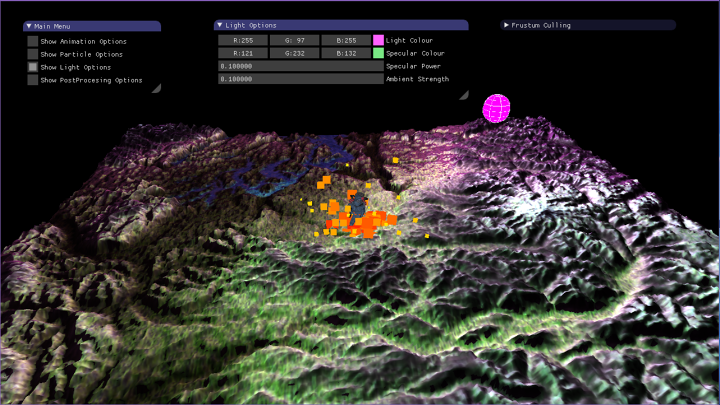 Main Menu
Show Animation Options
Show Particle Options
Show Light Options
Show PostProcesing Options
Light Options
R:255 G: 97 B:255 Light Colour
R:121 G:232 B:132 Specular Colour
0.100000 Specular Power
0.100000 Ambient Strength
Frustum Culling